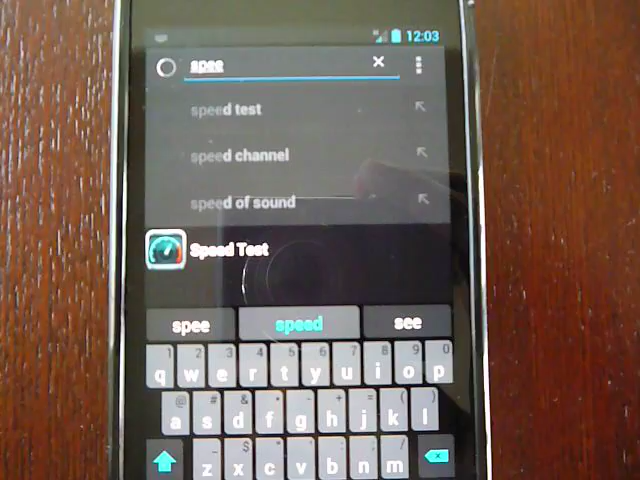 12:03
spee
speed test
speed channel
speed of sound
Speed Test
spee speed see
1 2 3 4 5 6 7 8 9 0
q w e r t y u i o p
@ # & * - + = ( )
a s d f g h j k l
_ $ " ' : ; /
z x c v b n m